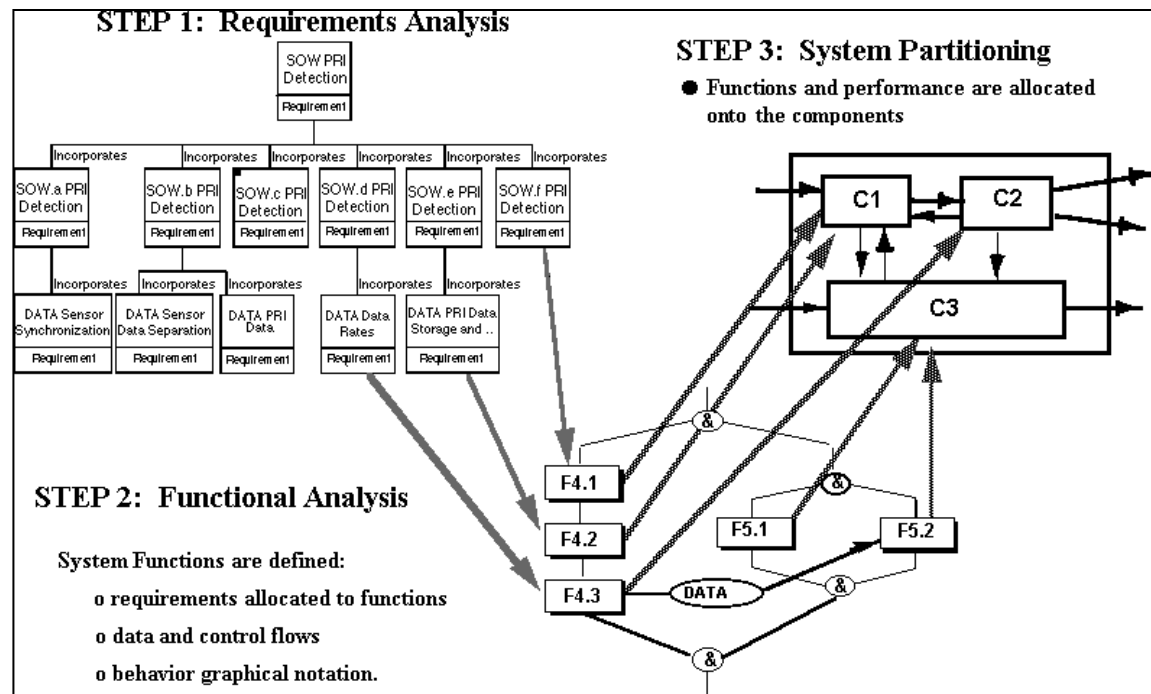 STEP 1: Requirements Analysis
SOW PRI
Detection
Requirement
Incorporates
Incorporates
Incorporates
Incorporates
Incorporates
Incorporates
SOW.a PRI
Detection
Requirement
SOW.b PRI
Detection
Requirement
SOW.c PRI
Detection
Requirement
SOW.d PRI
Detection
Requirement
SOW.e PRI
Detection
Requirement
SOW.f PRI
Detection
Requirement
Incorporates
Incorporates
Incorporates
Incorporates
Incorporates
DATA Sensor
Synchronization
Requirement
DATA Sensor
Data Separation
Requirement
DATA PRI
Data
Requirement
DATA Data
Rates
Requirement
DATA PRI Data
Storage and ..
Requirement
STEP 3: System Partitioning
● Functions and performance are allocated
onto the components
C1
C2
C3
STEP 2: Functional Analysis
System Functions are defined:
o requirements allocated to functions
o data and control flows
o behavior graphical notation.
&
F4.1
&
F4.2
F5.1
F5.2
F4.3
DATA
&
&